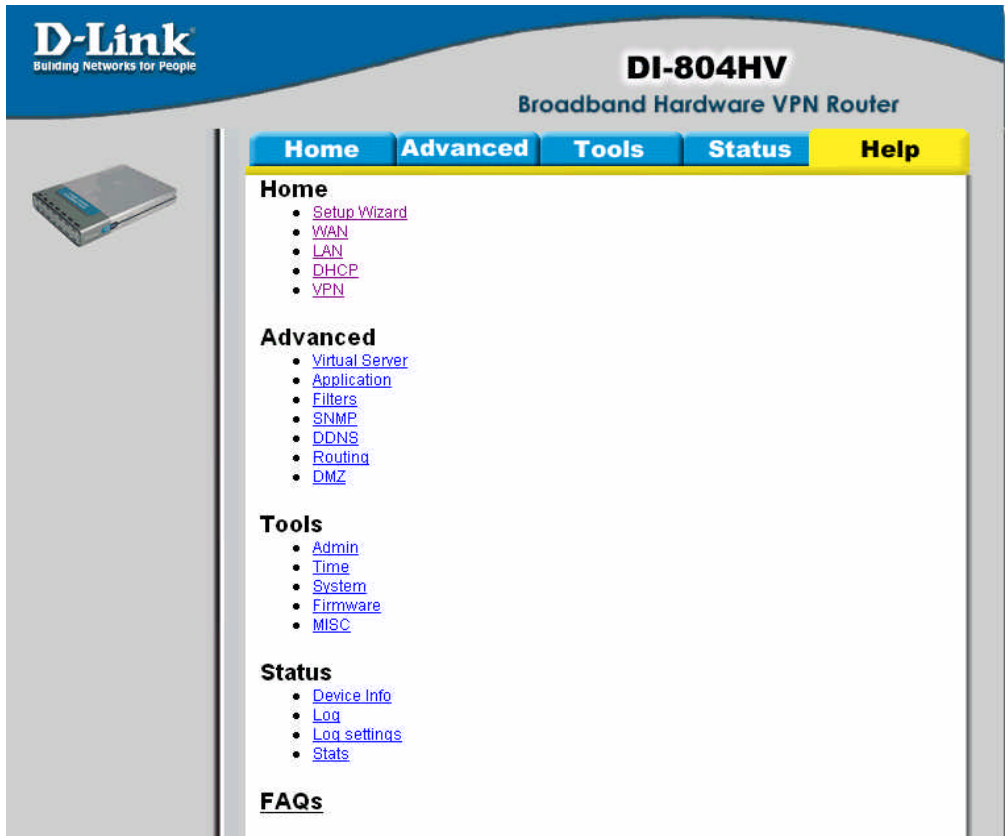 D-Link
Building Networks for People
DI-804HV
Broadband Hardware VPN Router
Home Advanced Tools Status Help
Home
Setup Wizard
WAN
LAN
DHCP
VPN
Advanced
Virtual Server
Application
Filters
SNMP
DDNS
Routing
DMZ
Tools
Admin
Time
System
Firmware
MISC
Status
Device Info
Log
Log settings
Stats
FAQs